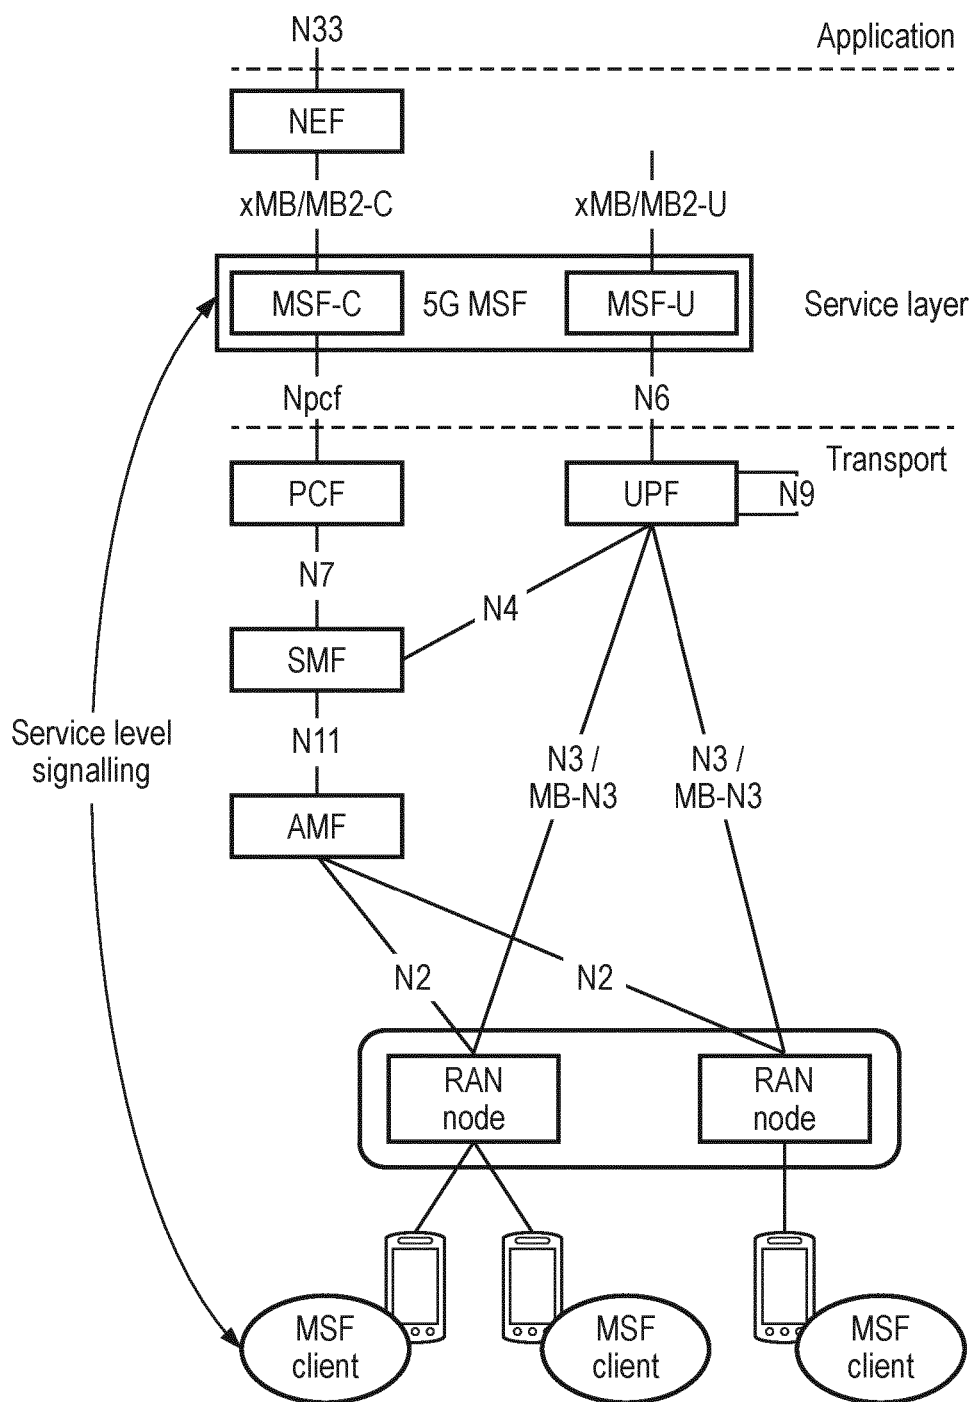 N33
Application
NEF
xMB/MB2-C
xMB/MB2-U
MSF-C
5G MSF
MSF-U
Service layer
Npcf
N6
Transport
PCF
UPF
N9
N7
N4
SMF
N11
Service level
signalling
N3 /
MB-N3
N3 /
MB-N3
AMF
N2
N2
RAN
node
RAN
node
MSF
client
MSF
client
MSF
client